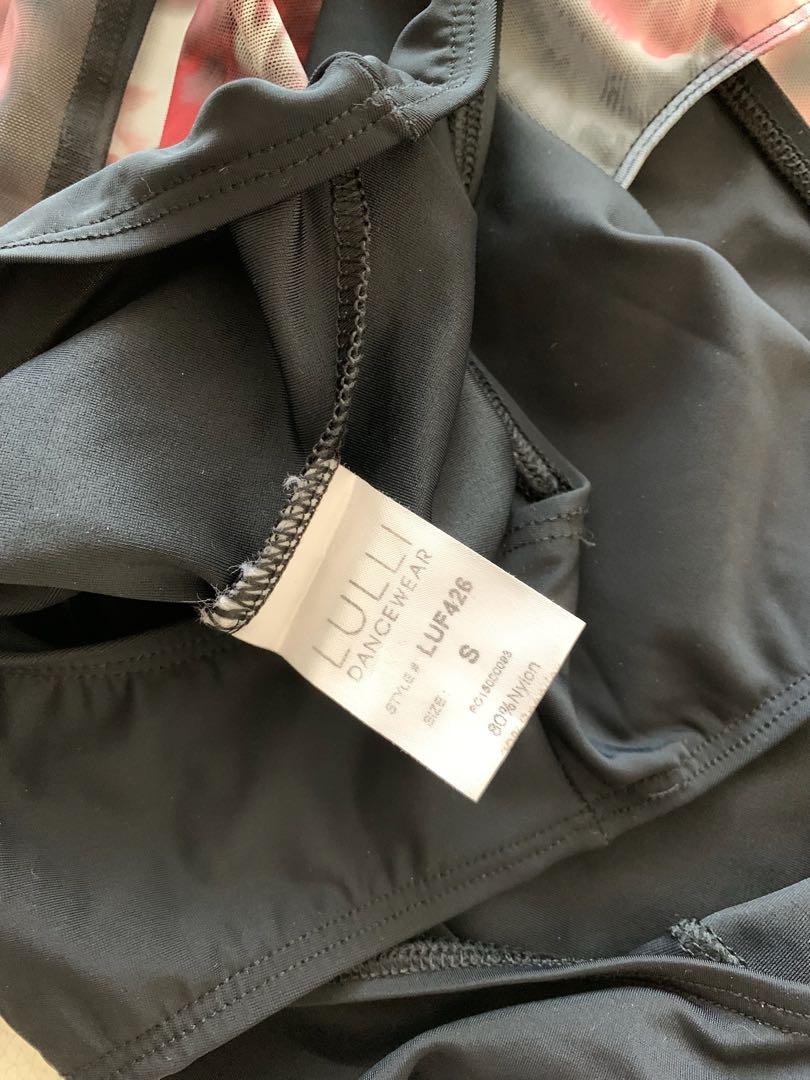 LULLI
DANCEWEAR
STYLE# LUF426
SIZE: S
80%Nylon